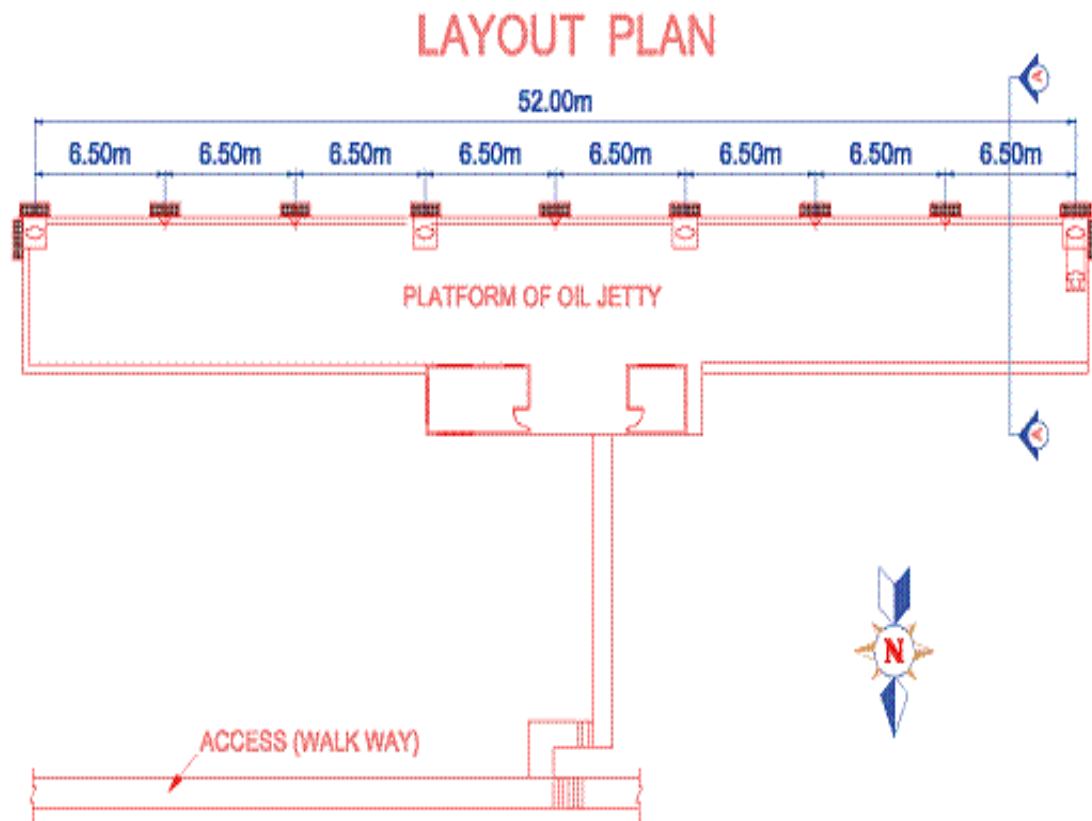 LAYOUT PLAN
A
52.00m
6.50m 6.50m 6.50m 6.50m 6.50m 6.50m 6.50m 6.50m
PLATFORM OF OIL JETTY
A
N
ACCESS (WALK WAY)